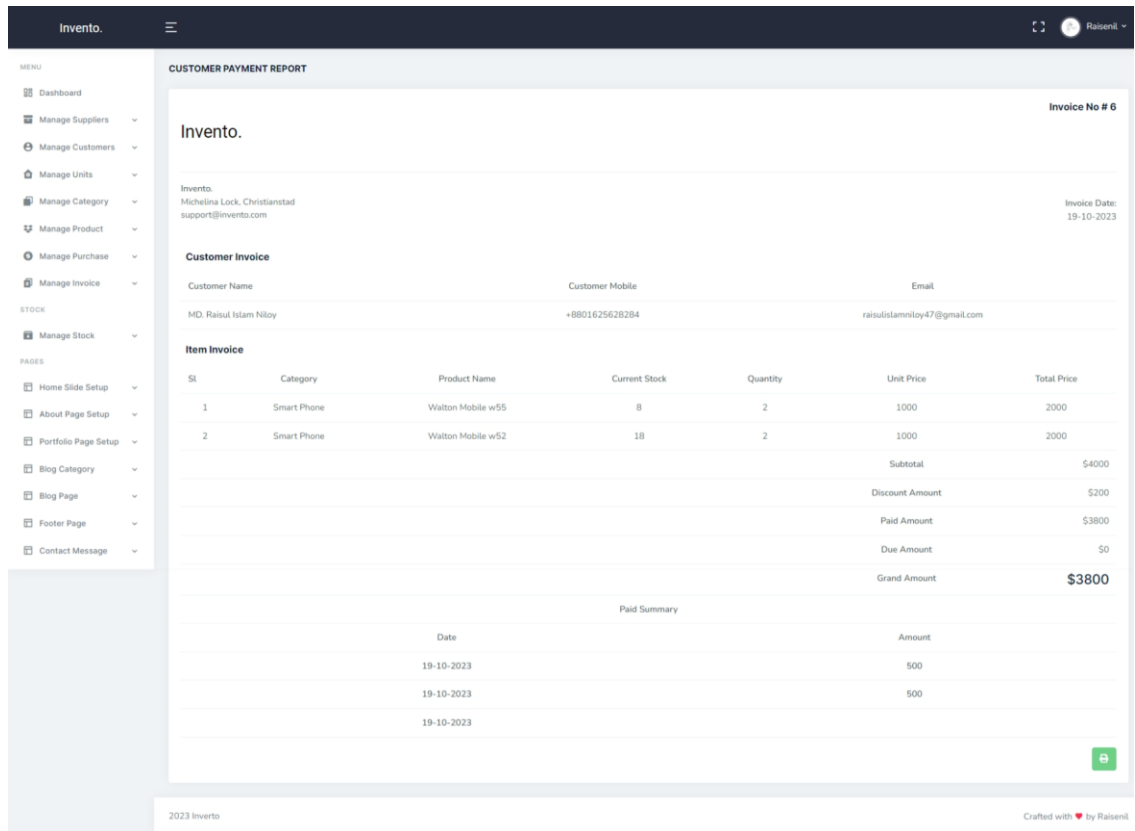 Invento.
Raisenil
MENU
Dashboard
Manage Suppliers
Manage Customers
Manage Units
Manage Category
Manage Product
Manage Purchase
Manage Invoice
STOCK
Manage Stock
PAGES
Home Slide Setup
About Page Setup
Portfolio Page Setup
Blog Category
Blog Page
Footer Page
Contact Message
CUSTOMER PAYMENT REPORT
Invoice No # 6
Invento.
Invento.
Michelina Lock, Christianstad
support@invento.com
Invoice Date:
19-10-2023
Customer Invoice
Customer Name Customer Mobile Email
MD. Raisul Islam Niloy +8801625628284 raisulislamniloy47@gmail.com
Item Invoice
Sl Category Product Name Current Stock Quantity Unit Price Total Price
1 Smart Phone Walton Mobile w55 8 2 1000 2000
2 Smart Phone Walton Mobile w52 18 2 1000 2000
Subtotal $4000
Discount Amount $200
Paid Amount $3800
Due Amount $0
Grand Amount $3800
Paid Summary
Date Amount
19-10-2023 500
19-10-2023 500
19-10-2023
2023 Inverto Crafted with ❤ by Raisenil